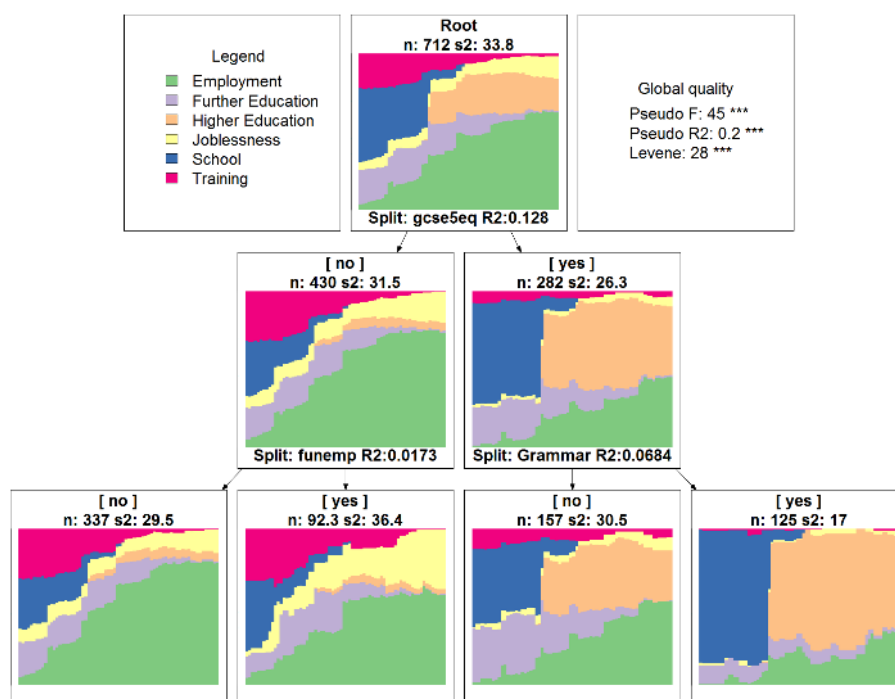 Legend
Employment
Further Education
Higher Education
Joblessness
School
Training
Root
n: 712 s2: 33.8
Split: gcse5eq R2:0.128
Global quality
Pseudo F: 45 ***
Pseudo R2: 0.2 ***
Levene: 28 ***
[ no ]
n: 430 s2: 31.5
Split: funemp R2:0.0173
[ yes ]
n: 282 s2: 26.3
Split: Grammar R2:0.0684
[ no ]
n: 337 s2: 29.5
[ yes ]
n: 92.3 s2: 36.4
[ no ]
n: 157 s2: 30.5
[ yes ]
n: 125 s2: 17